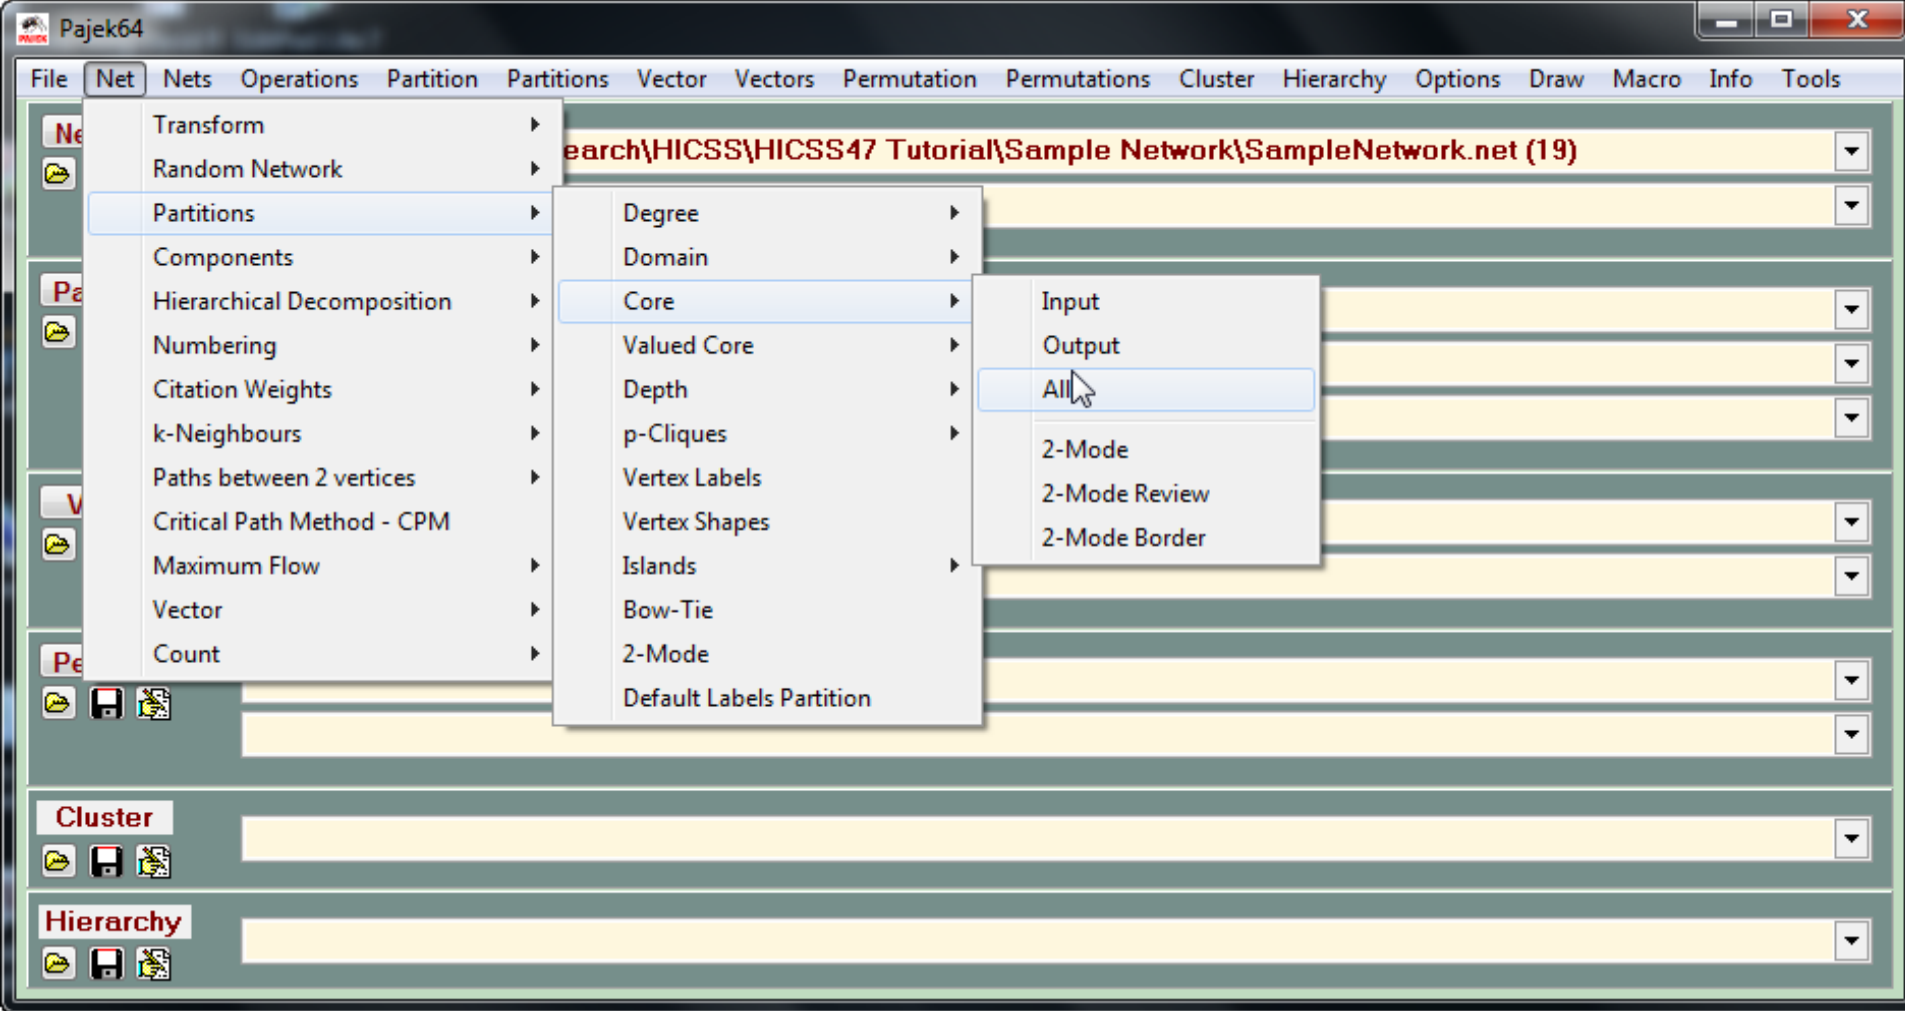 Pajek64
File Net Nets Operations Partition Partitions Vector Vectors Permutation Permutations Cluster Hierarchy Options Draw Macro Info Tools
Transform
Random Network
Partitions
Components
Hierarchical Decomposition
Numbering
Citation Weights
k-Neighbours
Paths between 2 vertices
Critical Path Method - CPM
Maximum Flow
Vector
Count
earch\HICSS\HICSS47 Tutorial\Sample Network\SampleNetwork.net (19)
Degree
Domain
Core
Valued Core
Depth
p-Cliques
Vertex Labels
Vertex Shapes
Islands
Bow-Tie
2-Mode
Default Labels Partition
Input
Output
All
2-Mode
2-Mode Review
2-Mode Border
Ne
Pa
V
Pe
Cluster
Hierarchy